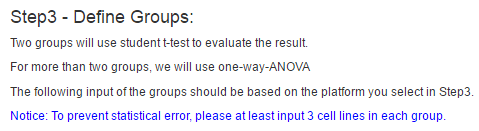 Step3 - Define Groups:
Two groups will use student t-test to evaluate the result.
For more than two groups, we will use one-way-ANOVA
The following input of the groups should be based on the platform you select in Step3.
Notice: To prevent statistical error, please at least input 3 cell lines in each group.